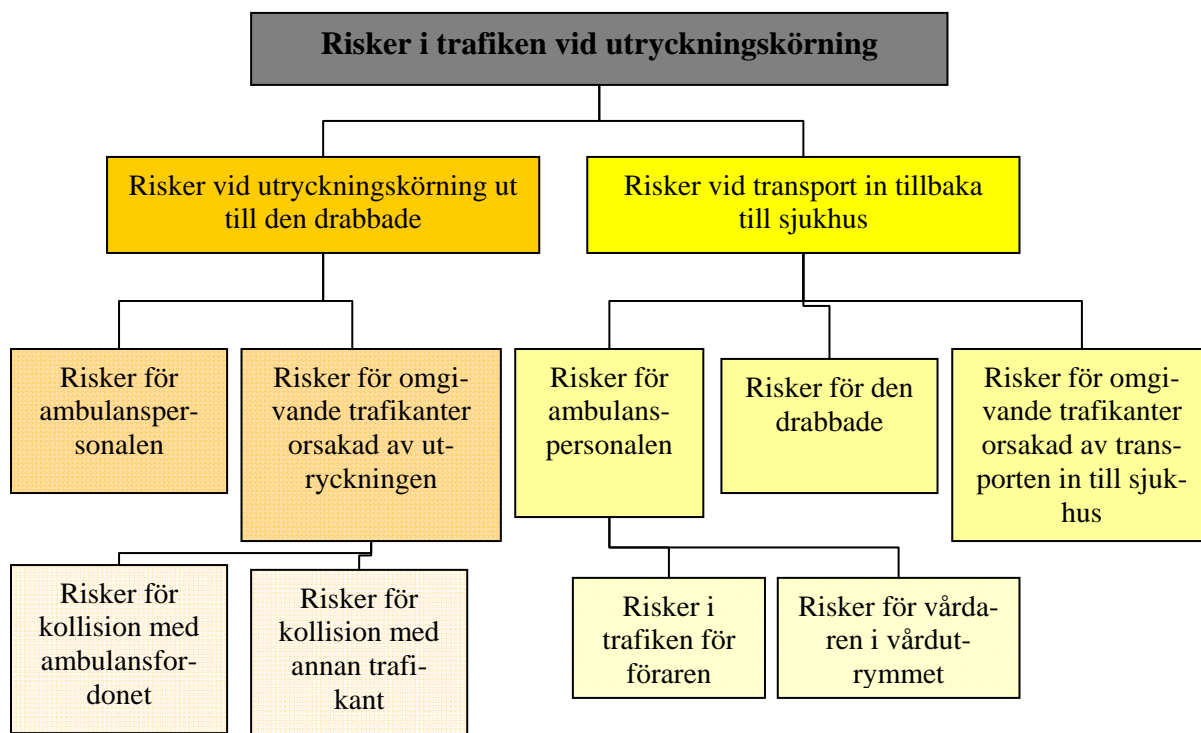 Risker i trafiken vid utryckningskörning
Risker vid utryckningskörning ut
till den drabbade
Risker vid transport in tillbaka
till sjukhus
Risker för
ambulansper-
sonalen
Risker för omgi-
vande trafikanter
orsakad av ut-
ryckningen
Risker för
ambulans-
personalen
Risker för den
drabbade
Risker för omgi-
vande trafikanter
orsakad av trans-
porten in till sjuk-
hus
Risker för
kollision med
ambulansfor-
donet
Risker för
kollision med
annan trafi-
kant
Risker i
trafiken för
föraren
Risker för vårda-
ren i vårdut-
rymmet